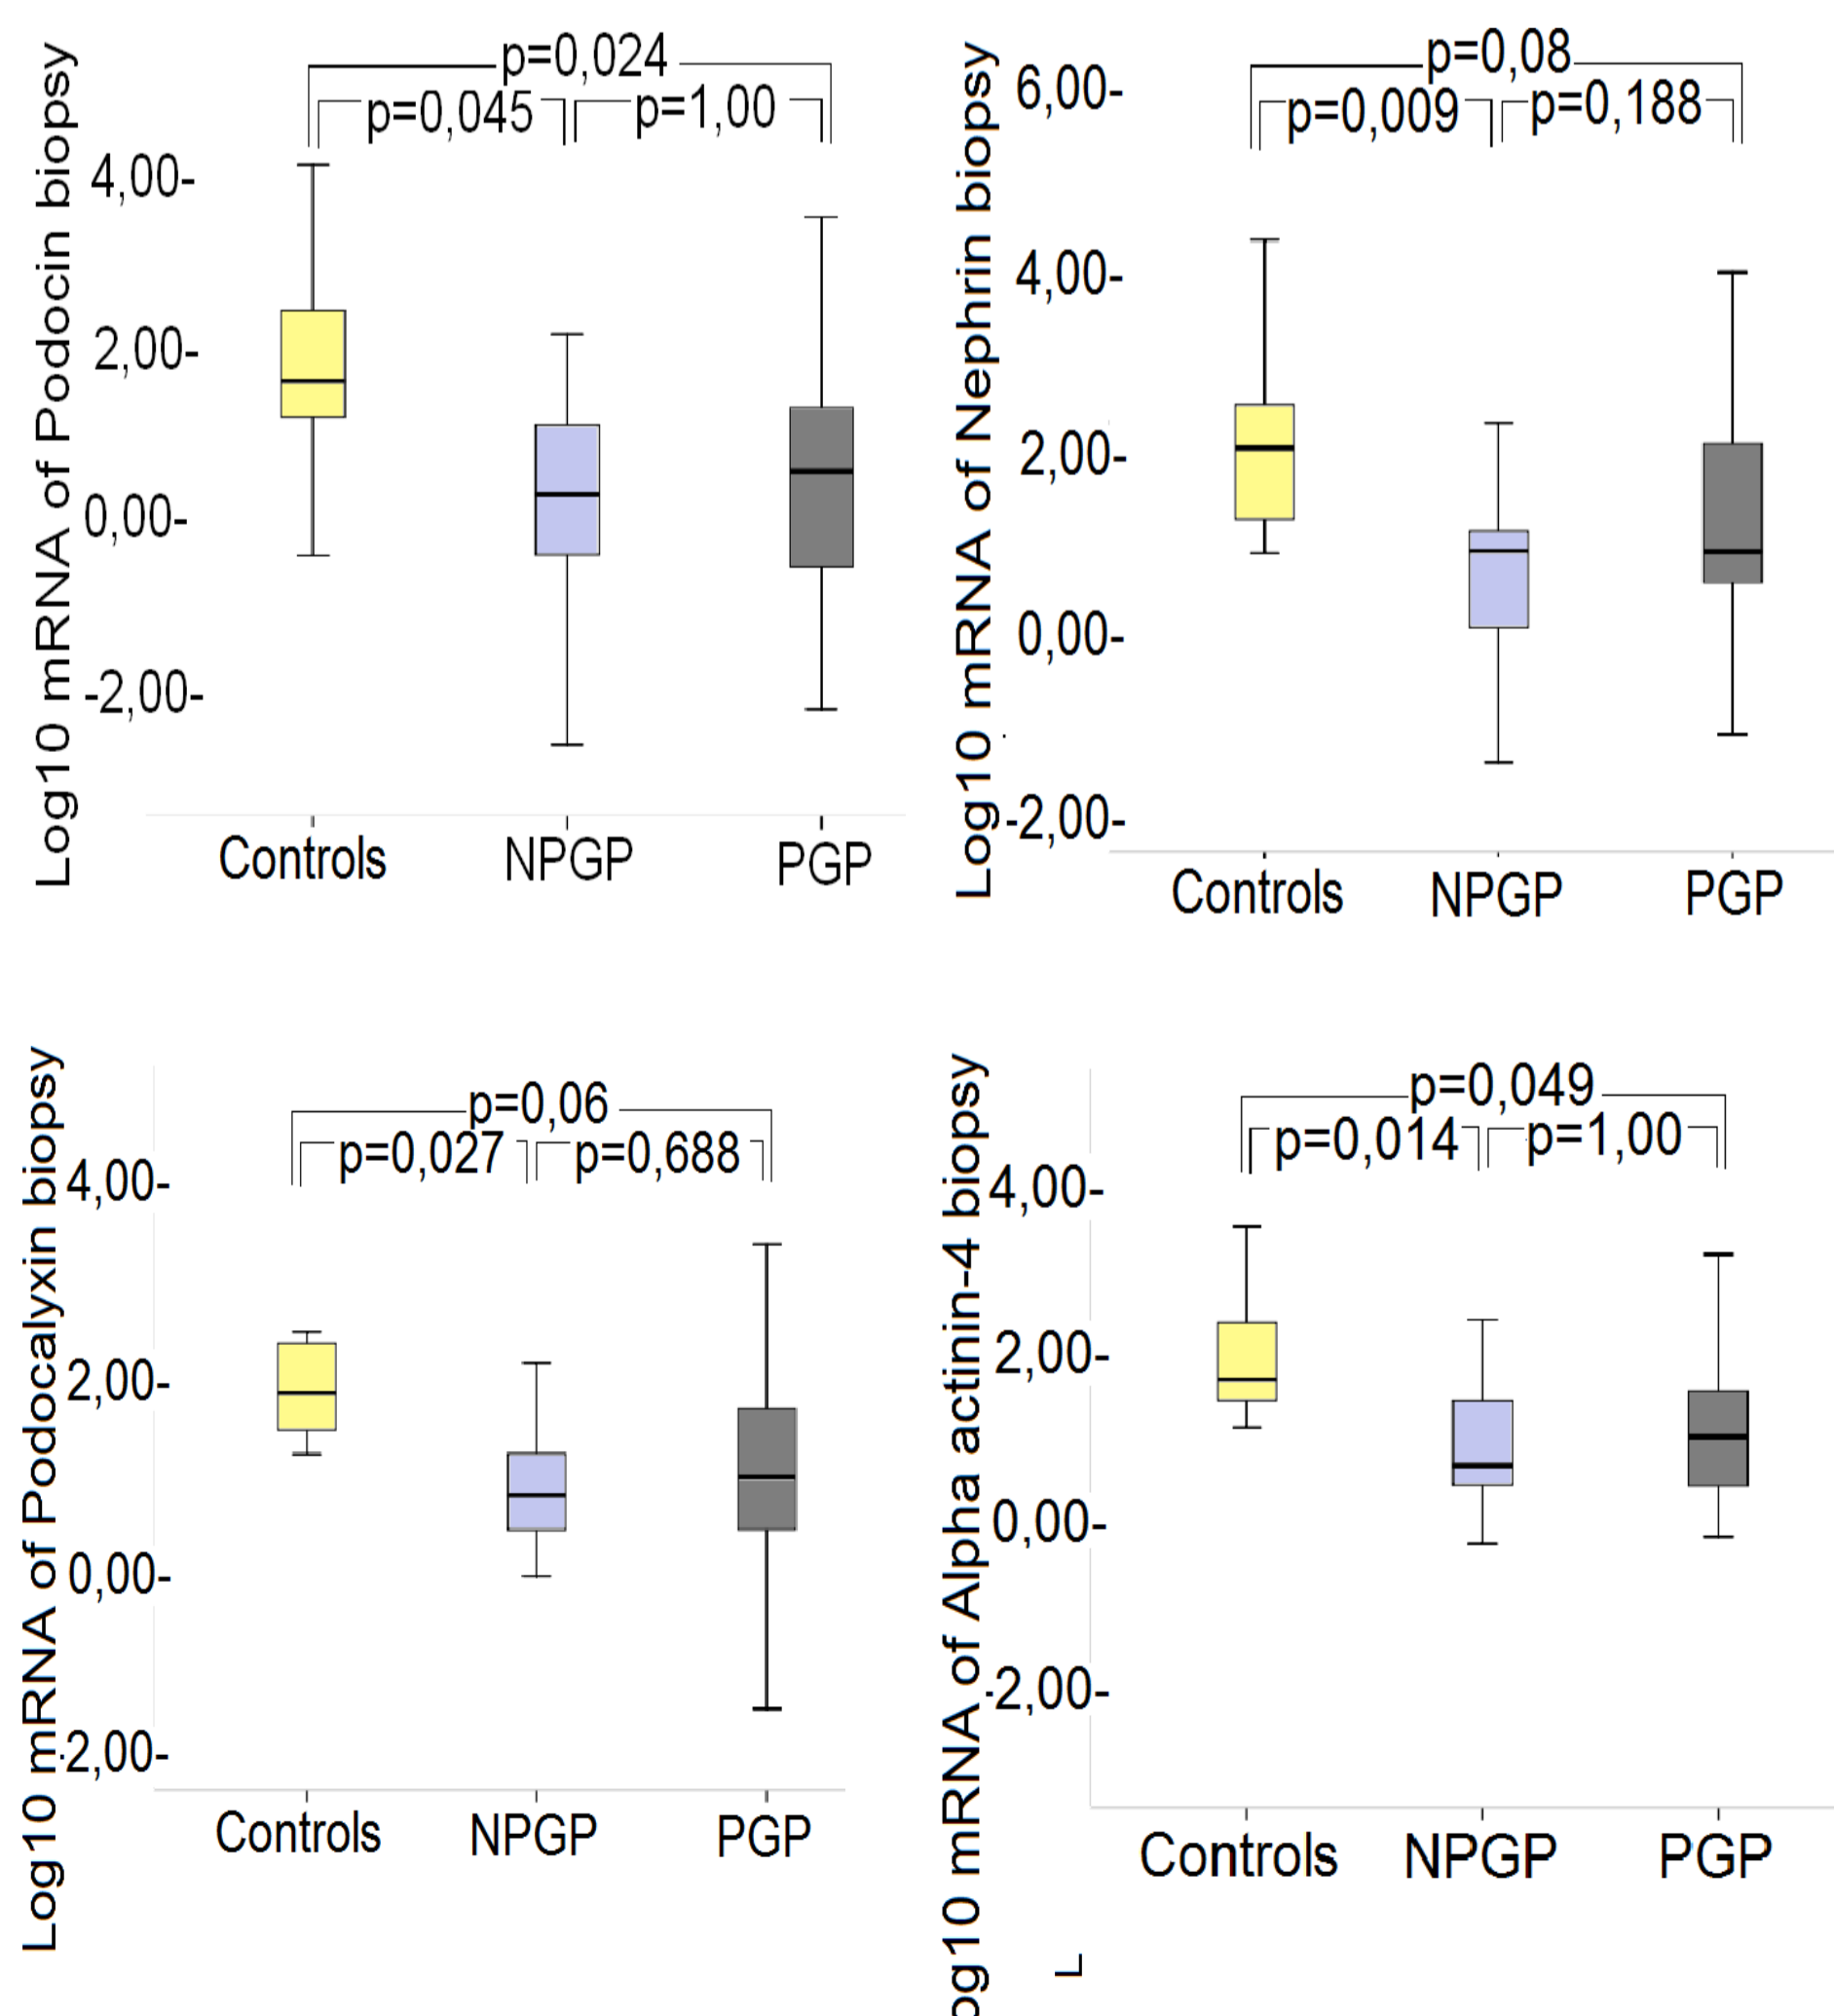 Log10 mRNA of Podocin biopsy
p=0,024
p=0,045
p=1,00
4,00-
2,00-
0,00-
-2,00-
Controls
NPGP
PGP
Log10 mRNA of Nephrin biopsy
p=0,08
p=0,009
p=0,188
6,00-
4,00-
2,00-
0,00-
-2,00-
Controls
NPGP
PGP
Log10 mRNA of Podocalyxin biopsy
p=0,06
p=0,027
p=0,688
4,00-
2,00-
0,00-
-2,00-
Controls
NPGP
PGP
Log10 mRNA of Alpha actinin-4 biopsy
p=0,049
p=0,014
p=1,00
4,00-
2,00-
0,00-
-2,00-
Controls
NPGP
PGP